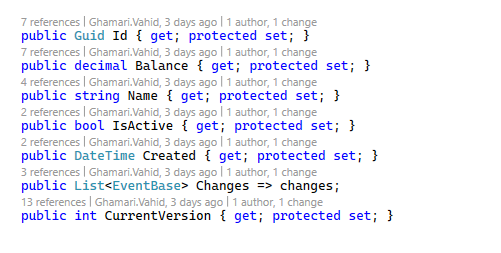 7 references | Ghamari.Vahid, 3 days ago | 1 author, 1 change
public Guid Id { get; protected set; }
7 references | Ghamari.Vahid, 3 days ago | 1 author, 1 change
public decimal Balance { get; protected set; }
4 references | Ghamari.Vahid, 3 days ago | 1 author, 1 change
public string Name { get; protected set; }
2 references | Ghamari.Vahid, 3 days ago | 1 author, 1 change
public bool IsActive { get; protected set; }
2 references | Ghamari.Vahid, 3 days ago | 1 author, 1 change
public DateTime Created { get; protected set; }
3 references | Ghamari.Vahid, 3 days ago | 1 author, 1 change
public List<EventBase> Changes => changes;
13 references | Ghamari.Vahid, 3 days ago | 1 author, 1 change
public int CurrentVersion { get; protected set; }